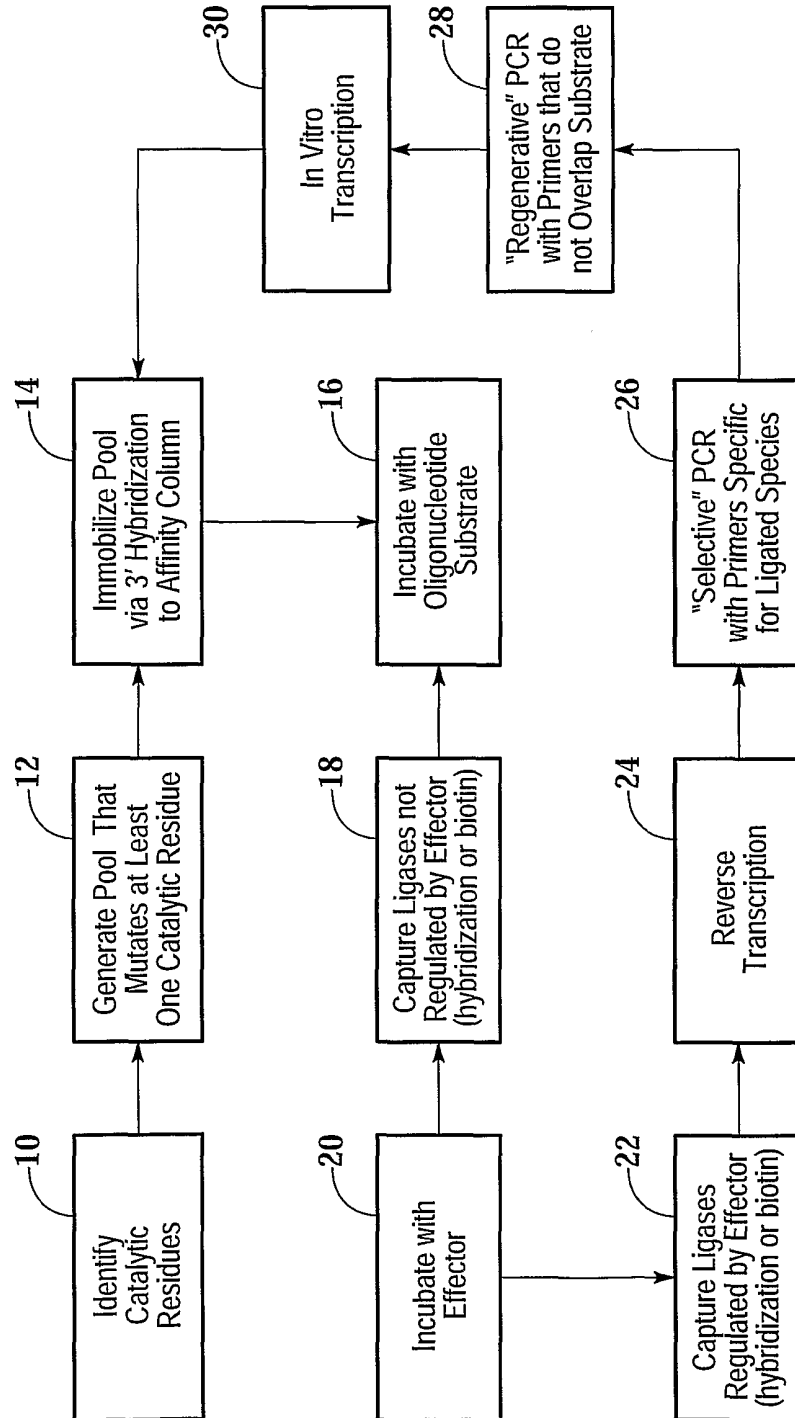 10
Identify
Catalytic
Residues
12
Generate Pool That
Mutates at Least
One Catalytic Residue
14
Immobilize Pool
via 3' Hybridization
to Affinity Column
30
In Vitro
Transcription
20
Incubate with
Effector
18
Capture Ligases not
Regulated by Effector
(hybridization or biotin)
16
Incubate with
Oligonucleotide
Substrate
28
"Regenerative" PCR
with Primers that do
not Overlap Substrate
22
Capture Ligases
Regulated by Effector
(hybridization or biotin)
24
Reverse
Transcription
26
"Selective" PCR
with Primers Specific
for Ligated Species